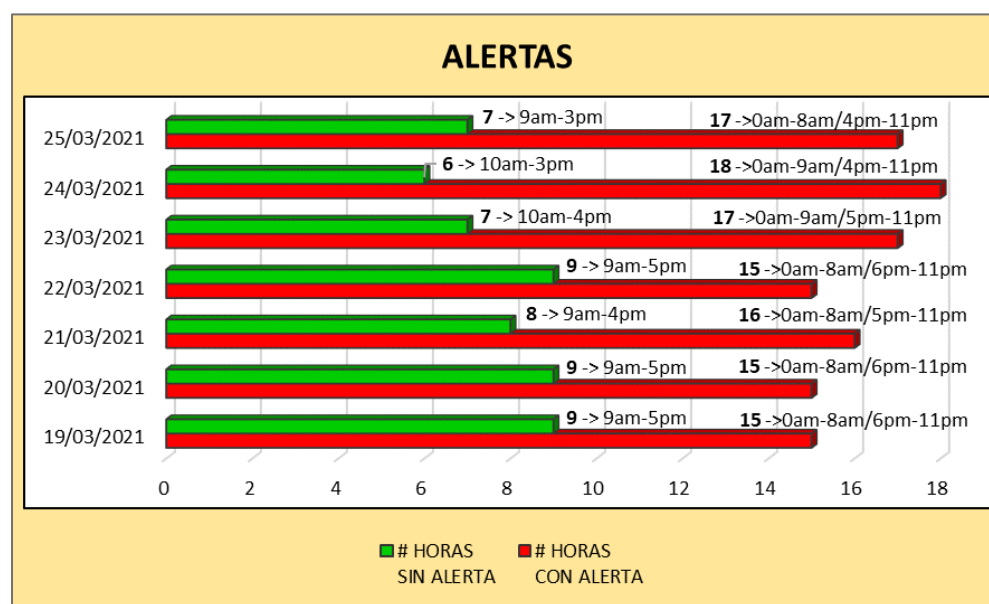 ALERTAS
7 -> 9am-3pm
17 ->0am-8am/4pm-11pm
25/03/2021
6 -> 10am-3pm
18 ->0am-9am/4pm-11pm
24/03/2021
7 -> 10am-4pm
17 ->0am-9am/5pm-11pm
23/03/2021
9 -> 9am-5pm
15 ->0am-8am/6pm-11pm
22/03/2021
8 -> 9am-4pm
16 ->0am-8am/5pm-11pm
21/03/2021
9 -> 9am-5pm
15 ->0am-8am/6pm-11pm
20/03/2021
9 -> 9am-5pm
15 ->0am-8am/6pm-11pm
19/03/2021
0 2 4 6 8 10 12 14 16 18
# HORAS
SIN ALERTA
# HORAS
CON ALERTA